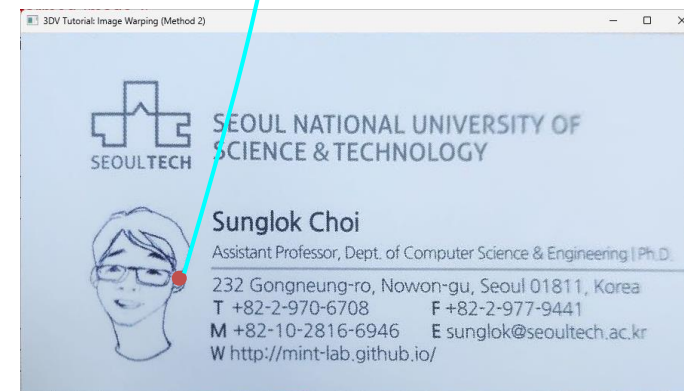 3DV Tutorial: Image Warping (Method 2)
SEOULTECH
SEOUL NATIONAL UNIVERSITY OF
SCIENCE & TECHNOLOGY
Sunglok Choi
Assistant Professor, Dept. of Computer Science & Engineering | Ph.D.
232 Gongneung-ro, Nowon-gu, Seoul 01811, Korea
T +82-2-970-6708 F +82-2-977-9441
M +82-10-2816-6946 E sunglok@seoultech.ac.kr
W http://mint-lab.github.io/